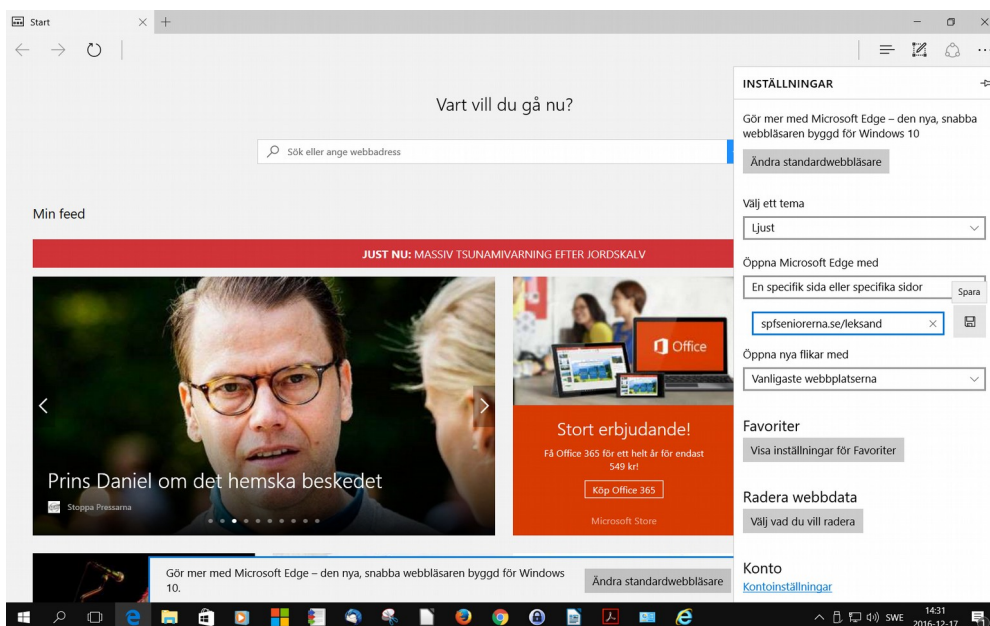 Start
Vart vill du gå nu?
Sök eller ange webbadress
Min feed
JUST NU: MASSIV TSUNAMIVARNING EFTER JORDSKALV
Prins Daniel om det hemska beskedet
Stoppa Pressarna
Office
Stort erbjudande!
Få Office 365 för ett helt år för endast
549 kr!
Köp Office 365
Microsoft Store
Gör mer med Microsoft Edge – den nya, snabba webbläsaren byggd för Windows
10.
Ändra standardwebbläsare
INSTÄLLNINGAR
Gör mer med Microsoft Edge – den nya, snabba
webbläsaren byggd för Windows 10
Ändra standardwebbläsare
Välj ett tema
Ljust
Öppna Microsoft Edge med
En specifik sida eller specifika sidor
Spara
spfseniorerna.se/leksand
Öppna nya flikar med
Vanligaste webbplatserna
Favoriter
Visa inställningar för Favoriter
Radera webbdata
Välj vad du vill radera
Konto
Kontoinställningar
SWE
14:31
2016-12-17
1